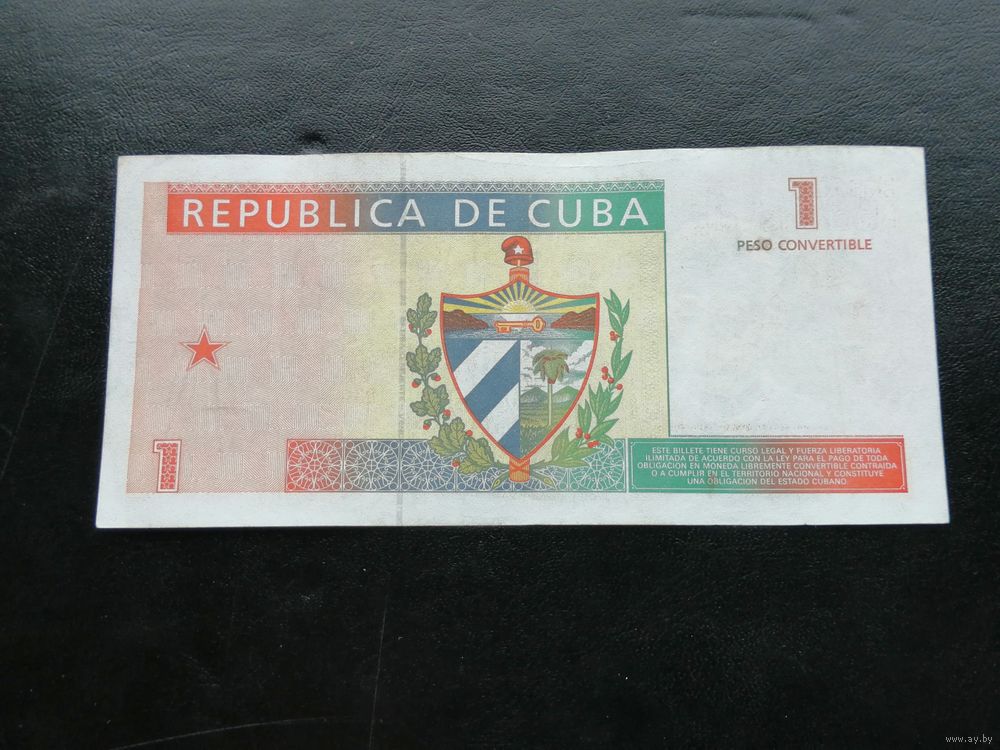 REPUBLICA DE CUBA
1
PESO CONVERTIBLE
1
ESTE BILLETE TIENE CURSO LEGAL Y FUERZA LIBERATORIA
ILIMITADA DE ACUERDO CON LA LEY PARA EL PAGO DE TODA
OBLIGACION EN MONEDA LIBREMENTE CONVERTIBLE CONTRAIDA
O A CUMPLIR EN EL TERRITORIO NACIONAL Y CONSTITUYE
UNA OBLIGACION DEL ESTADO CUBANO
www.ay.by